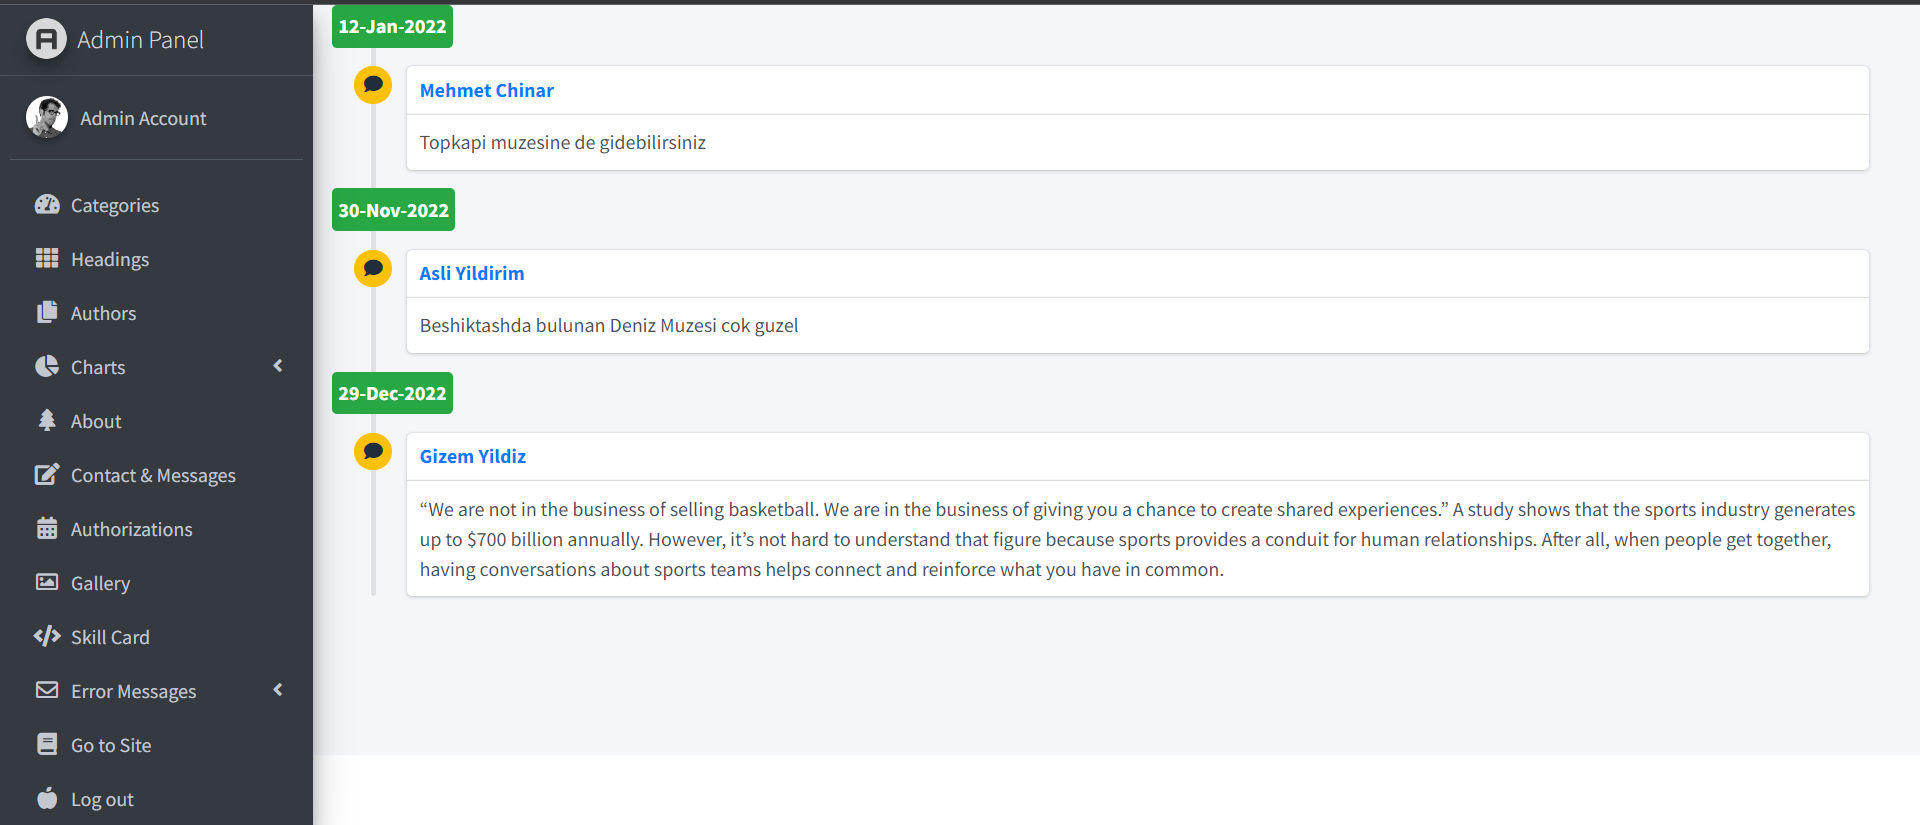 Admin Panel
Admin Account
Categories
Headings
Authors
Charts
About
Contact & Messages
Authorizations
Gallery
Skill Card
Error Messages
Go to Site
Log out
12-Jan-2022
Mehmet Chinar
Topkapi muzesine de gidebilirsiniz
30-Nov-2022
Asli Yildirim
Beshiktashda bulunan Deniz Muzesi cok guzel
29-Dec-2022
Gizem Yildiz
“We are not in the business of selling basketball. We are in the business of giving you a chance to create shared experiences.” A study shows that the sports industry generates
up to $700 billion annually. However, it’s not hard to understand that figure because sports provides a conduit for human relationships. After all, when people get together,
having conversations about sports teams helps connect and reinforce what you have in common.